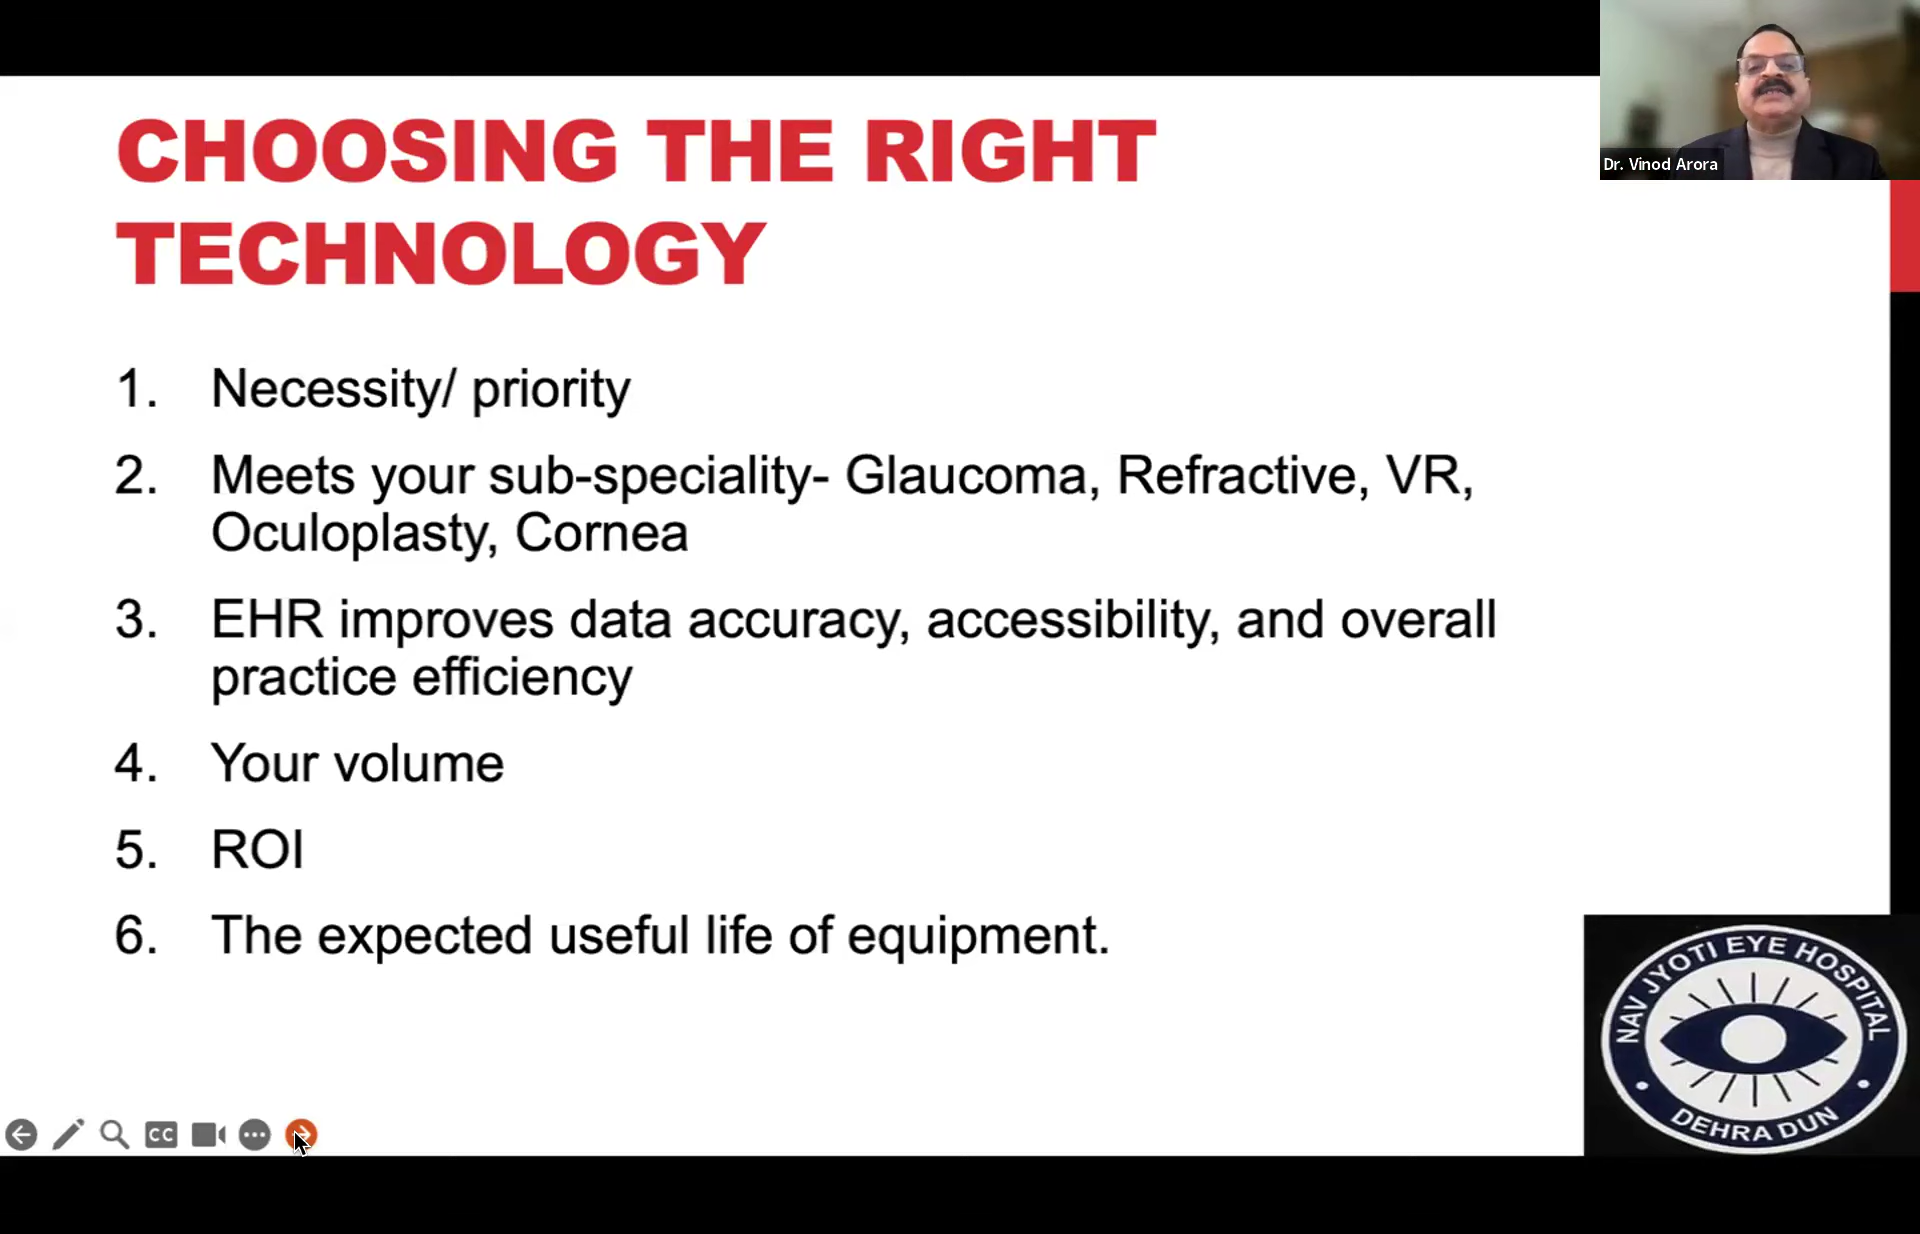 CHOOSING THE RIGHT
TECHNOLOGY
Dr. Vinod Arora
1. Necessity/ priority
2. Meets your sub-speciality- Glaucoma, Refractive, VR,
Oculoplasty, Cornea
3. EHR improves data accuracy, accessibility, and overall
practice efficiency
4. Your volume
5. ROI
6. The expected useful life of equipment.
NAV JYOTI EYE HOSPITAL
DEHRA DUN
CC